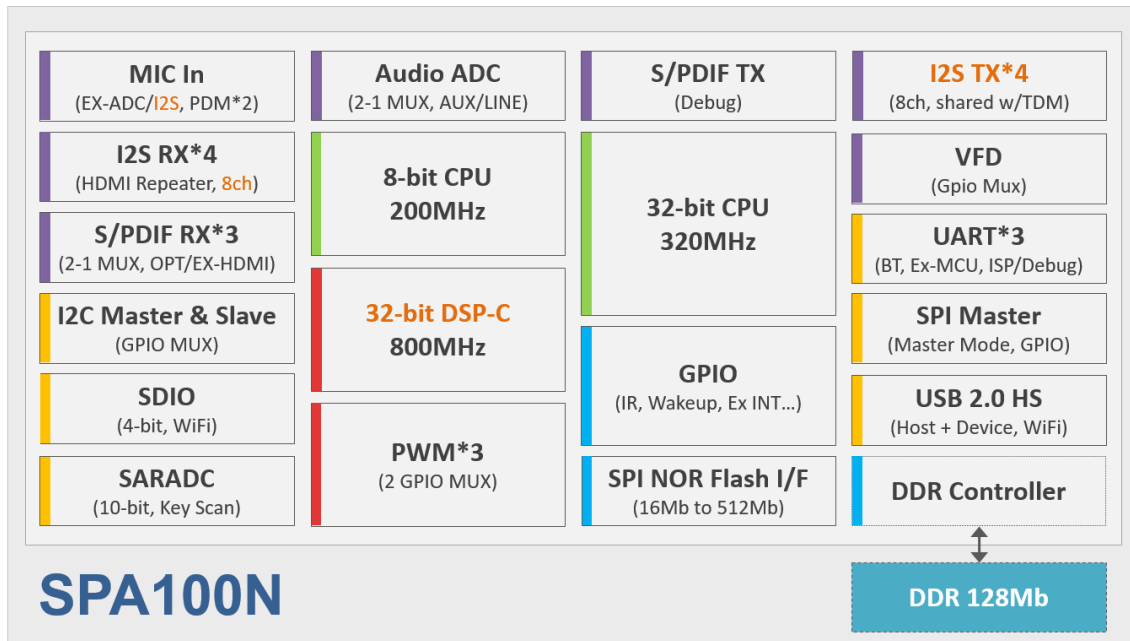 MIC In
(EX-ADC/I2S, PDM*2)
I2S RX*4
(HDMI Repeater, 8ch)
S/PDIF RX*3
(2-1 MUX, OPT/EX-HDMI)
I2C Master & Slave
(GPIO MUX)
SDIO
(4-bit, WiFi)
SARADC
(10-bit, Key Scan)
Audio ADC
(2-1 MUX, AUX/LINE)
8-bit CPU
200MHz
32-bit DSP-C
800MHz
PWM*3
(2 GPIO MUX)
S/PDIF TX
(Debug)
32-bit CPU
320MHz
GPIO
(IR, Wakeup, Ex INT...)
SPI NOR Flash I/F
(16Mb to 512Mb)
I2S TX*4
(8ch, shared w/TDM)
VFD
(Gpio Mux)
UART*3
(BT, Ex-MCU, ISP/Debug)
SPI Master
(Master Mode, GPIO)
USB 2.0 HS
(Host + Device, WiFi)
DDR Controller
DDR 128Mb
SPA100N